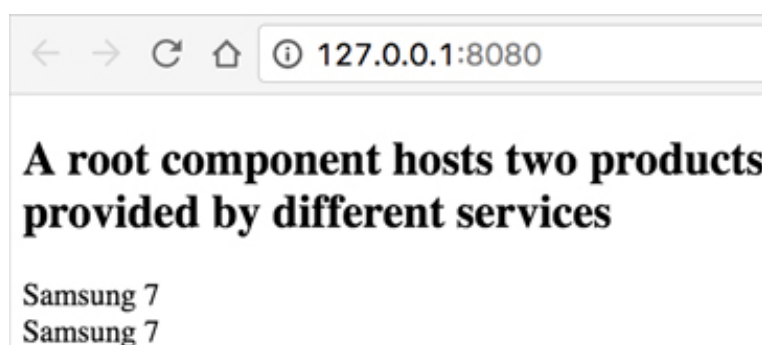 127.0.0.1:8080
A root component hosts two products
provided by different services
Samsung 7
Samsung 7